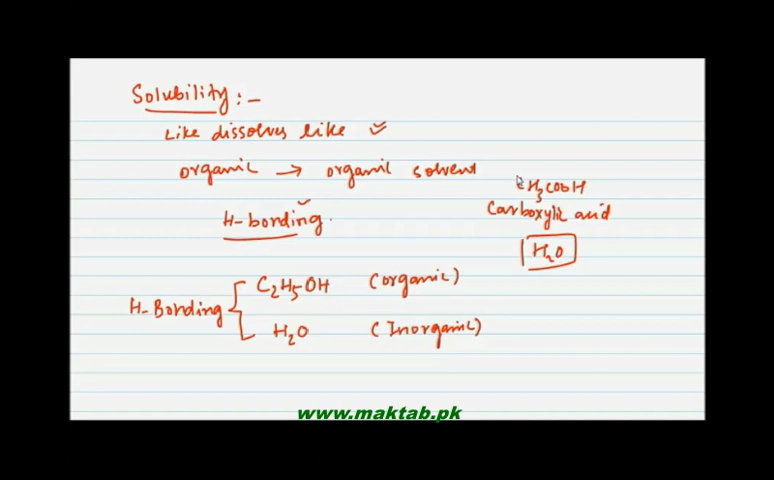 Solubility:-
Like dissolves like ✓
organic → organic solvent
CH3COOH
Carboxylic acid
H-bonding
H2O
H-Bonding
C2H5OH (organic)
H2O (Inorganic)
www.maktab.pk